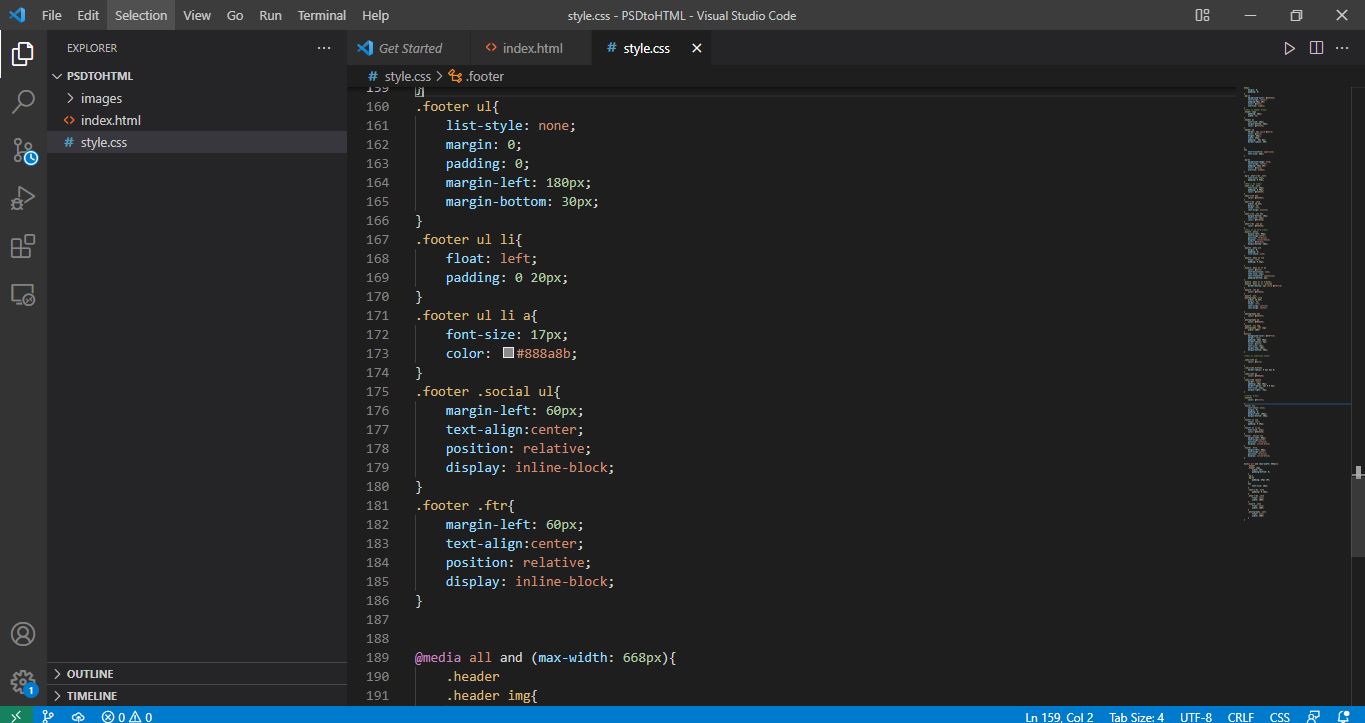 File Edit Selection View Go Run Terminal Help
style.css - PSDtoHTML - Visual Studio Code
EXPLORER
Get Started
<> index.html
# style.css
PSDTOHTML
# style.css > .footer
images
<> index.html
# style.css
159 }
160 .footer ul{
161 list-style: none;
162 margin: 0;
163 padding: 0;
164 margin-left: 180px;
165 margin-bottom: 30px;
166 }
167 .footer ul li{
168 float: left;
169 padding: 0 20px;
170 }
171 .footer ul li a{
172 font-size: 17px;
173 color: #888a8b;
174 }
175 .footer .social ul{
176 margin-left: 60px;
177 text-align:center;
178 position: relative;
179 display: inline-block;
180 }
181 .footer .ftr{
182 margin-left: 60px;
183 text-align:center;
184 position: relative;
185 display: inline-block;
186 }
187
188
189 @media all and (max-width: 668px){
190 .header
191 .header img{
OUTLINE
TIMELINE
1
0 0
Ln 159, Col 2 Tab Size: 4 UTF-8 CRLF CSS